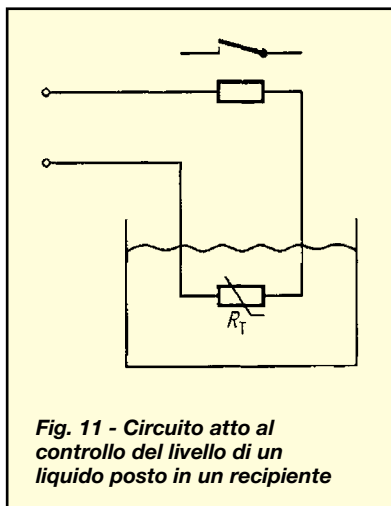 R_T
Fig. 11 - Circuito atto al
controllo del livello di un
liquido posto in un recipiente